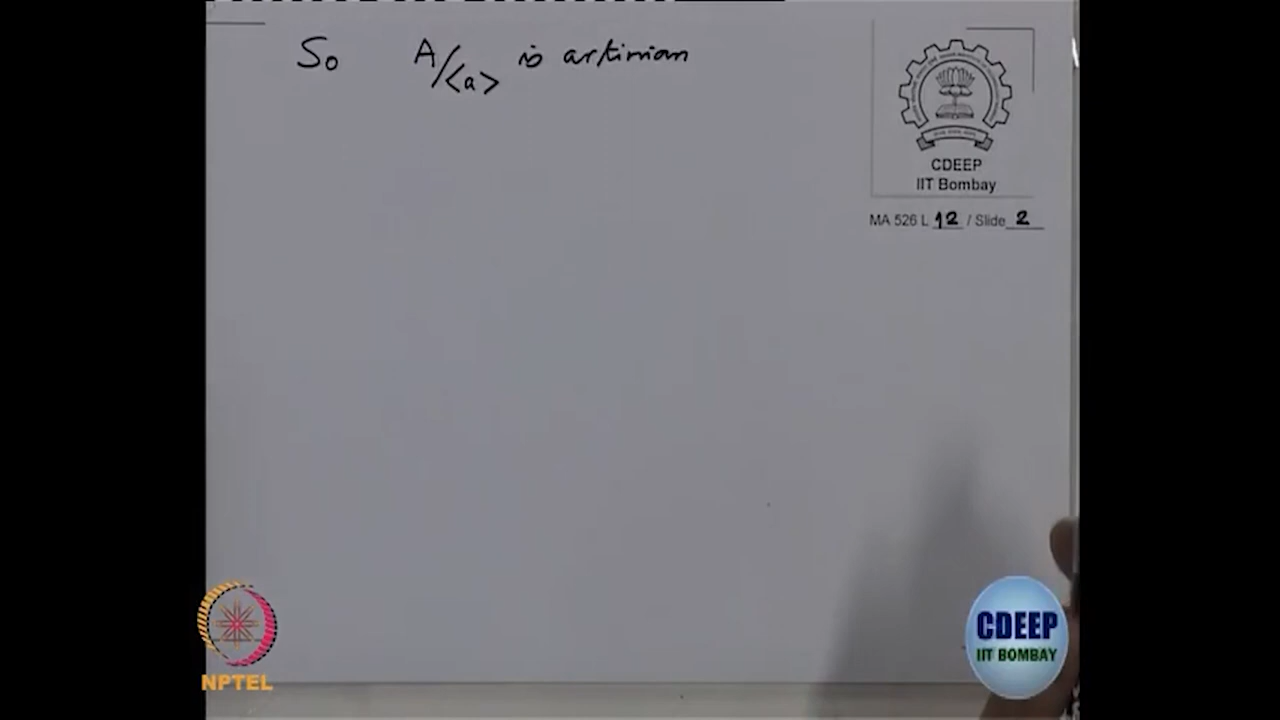 So A/<a> is artinian
CDEEP
IIT Bombay
MA 526 L 12 / Slide 2
NPTEL
CDEEP
IIT BOMBAY